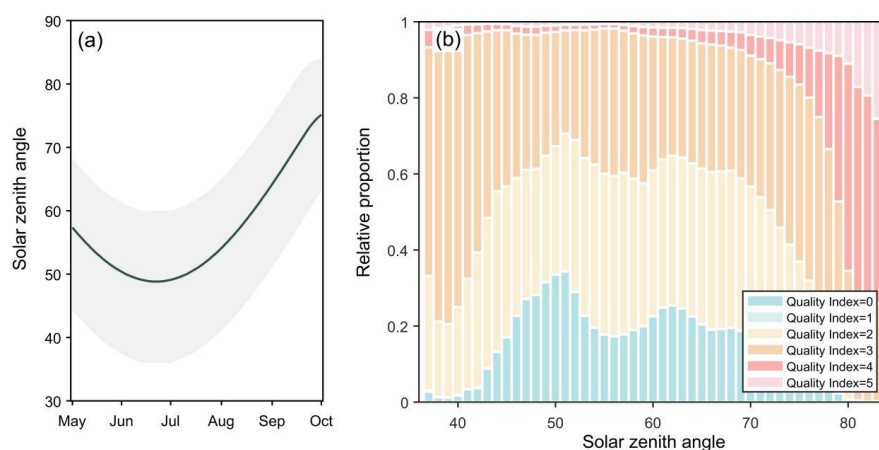 (a)
90
80
70
60
50
40
30
Solar zenith angle
May Jun Jul Aug Sep Oct
(b)
1
0.8
0.6
0.4
0.2
0
Relative proportion
Quality Index=0
Quality Index=1
Quality Index=2
Quality Index=3
Quality Index=4
Quality Index=5
40 50 60 70 80
Solar zenith angle